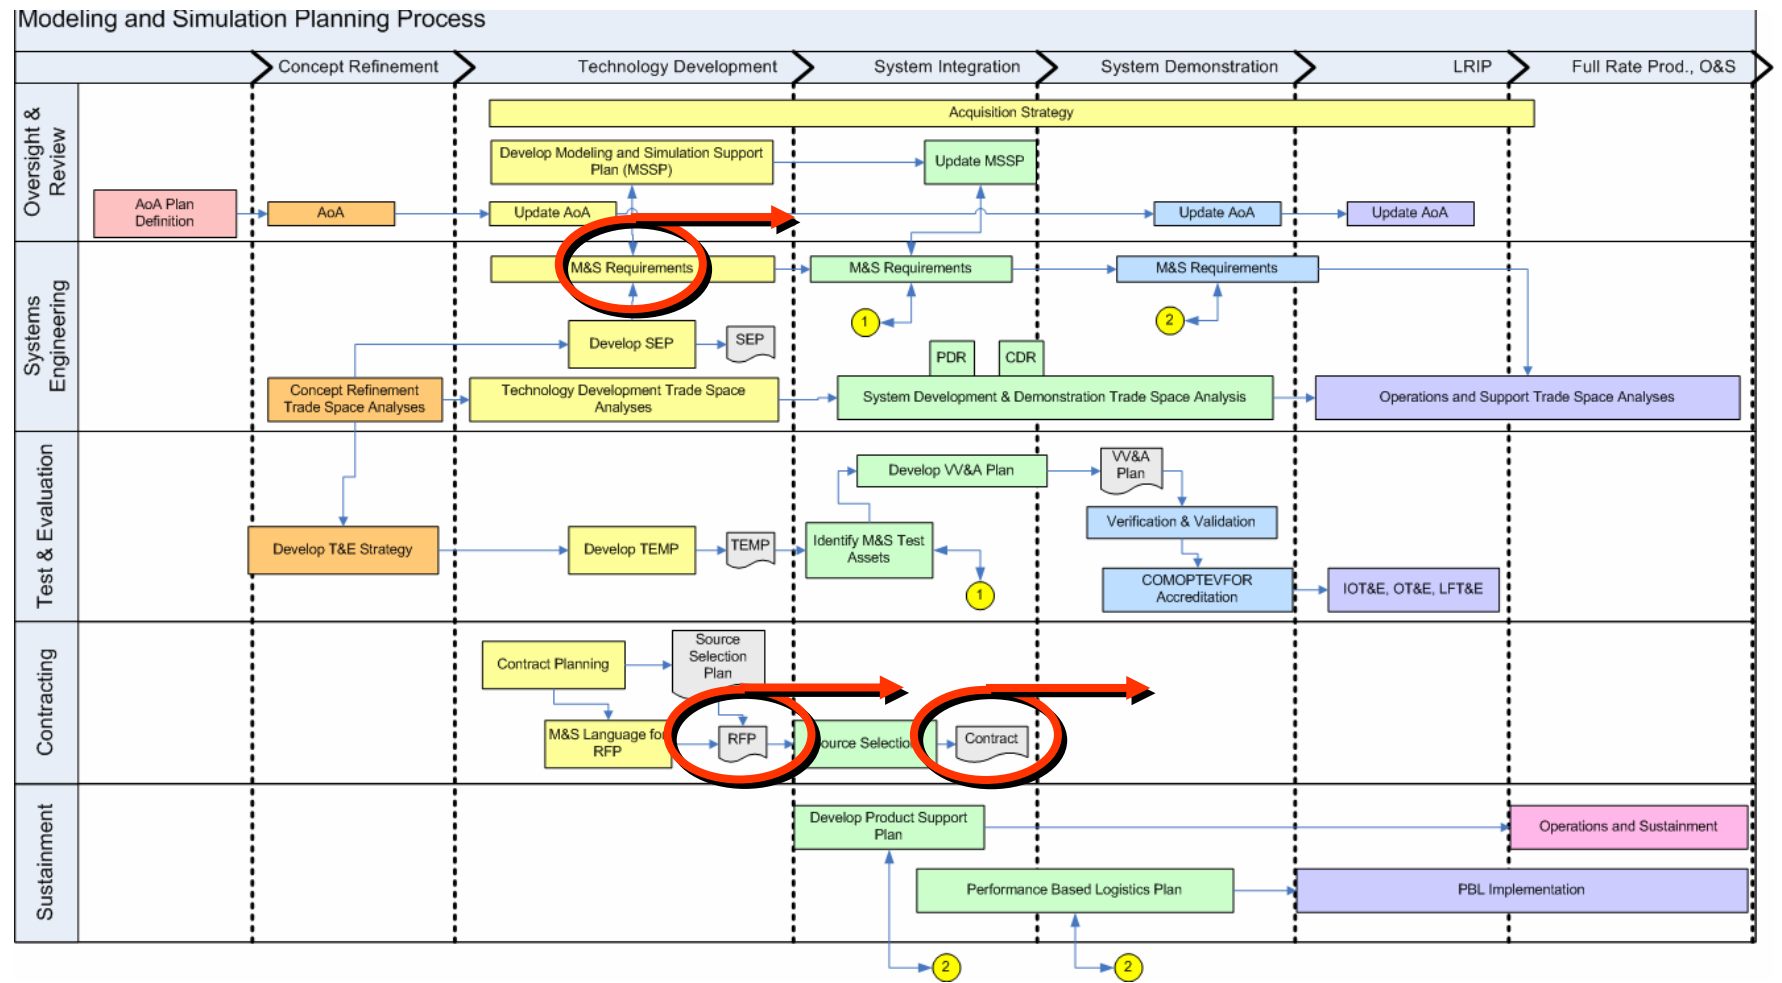 Modeling and Simulation Planning Process
Concept Refinement
Technology Development
System Integration
System Demonstration
LRIP
Full Rate Prod., O&S
Oversight &
Review
Acquisition Strategy
Develop Modeling and Simulation Support
Plan (MSSP)
Update MSSP
AoA Plan
Definition
AoA
Update AoA
Update AoA
Update AoA
Systems
Engineering
M&S Requirements
M&S Requirements
M&S Requirements
1
2
Develop SEP
SEP
PDR
CDR
Concept Refinement
Trade Space Analyses
Technology Development Trade Space
Analyses
System Development & Demonstration Trade Space Analysis
Operations and Support Trade Space Analyses
Test & Evaluation
Develop VV&A Plan
VV&A
Plan
Verification & Validation
Develop T&E Strategy
Develop TEMP
TEMP
Identify M&S Test
Assets
1
COMOPTEVFOR
Accreditation
IOT&E, OT&E, LFT&E
Contracting
Contract Planning
Source
Selection
Plan
M&S Language for
RFP
RFP
ource Selection
Contract
Sustainment
Develop Product Support
Plan
Operations and Sustainment
Performance Based Logistics Plan
PBL Implementation
2
2